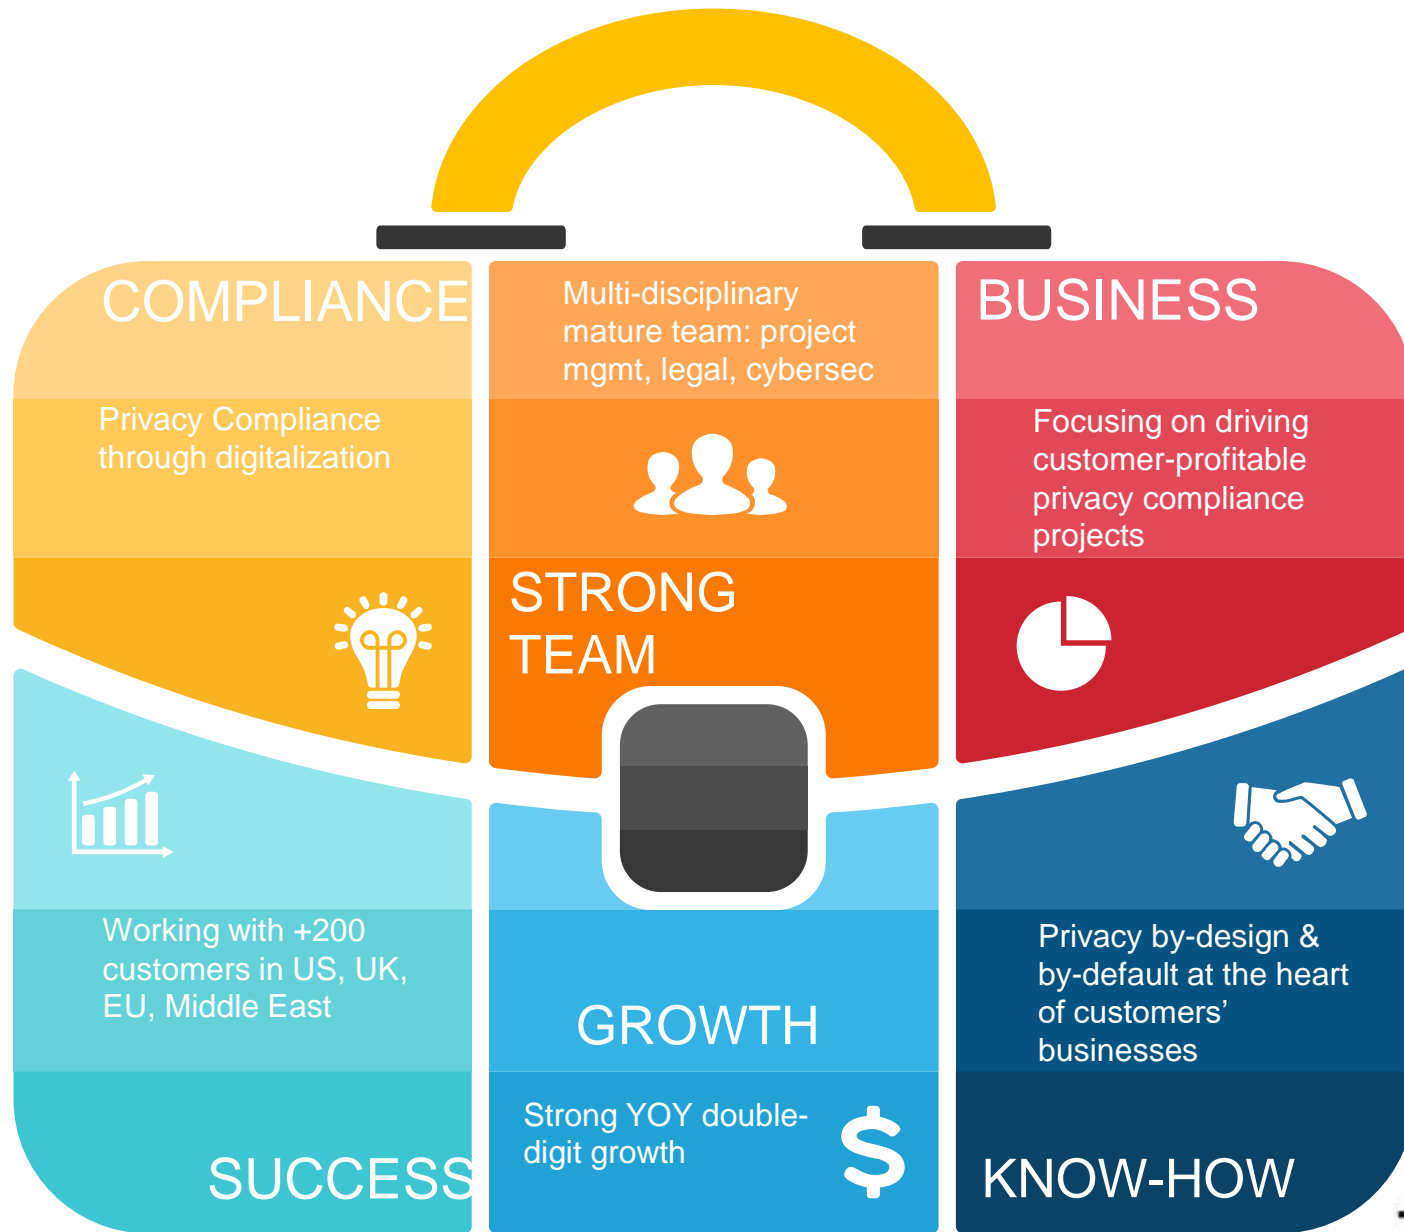 COMPLIANCE
Privacy Compliance
through digitalization
Multi-disciplinary
mature team: project
mgmt, legal, cybersec
STRONG
TEAM
BUSINESS
Focusing on driving
customer-profitable
privacy compliance
projects
Working with +200
customers in US, UK,
EU, Middle East
SUCCESS
GROWTH
Strong YOY double-
digit growth
$
Privacy by-design &
by-default at the heart
of customers’
businesses
KNOW-HOW